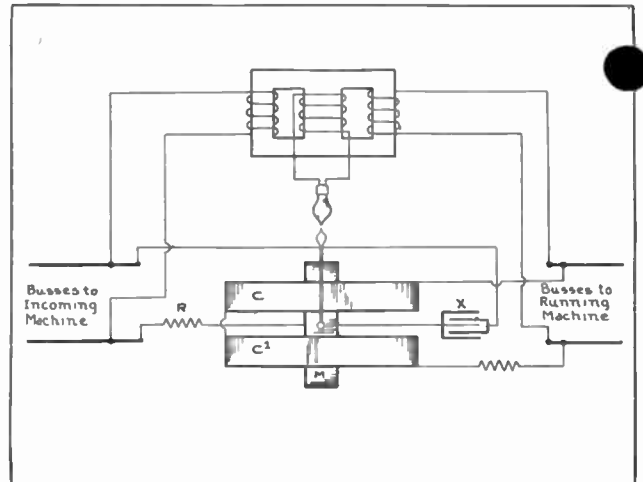 Busses to
Incoming
Machine
R
C
C1
M
X
Busses to
Running
Machine